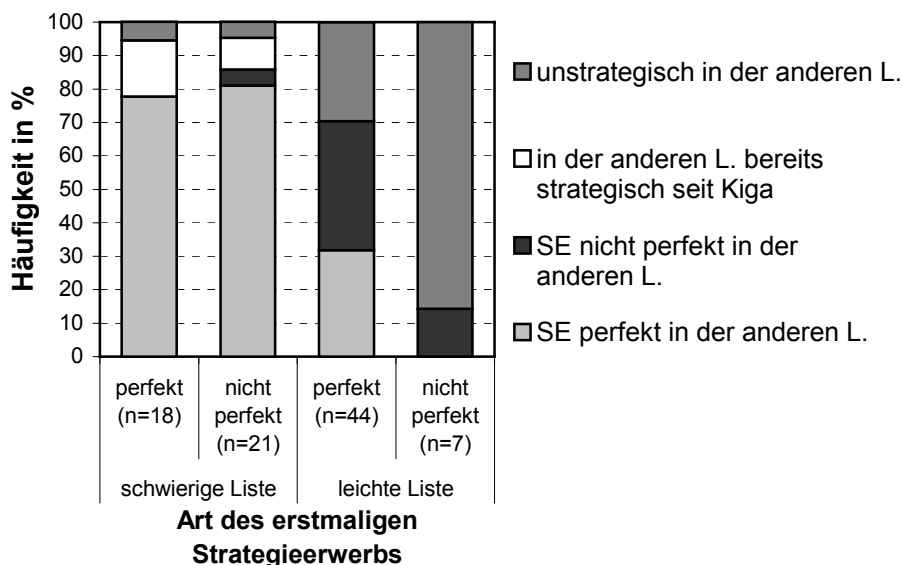 Häufigkeit in %
100
90
80
70
60
50
40
30
20
10
0
perfekt
(n=18)
nicht
perfekt
(n=21)
perfekt
(n=44)
nicht
perfekt
(n=7)
schwierige Liste
leichte Liste
Art des erstmaligen
Strategieerwerbs
unstrategisch in der anderen L.
in der anderen L. bereits
strategisch seit Kiga
SE nicht perfekt in der
anderen L.
SE perfekt in der anderen L.